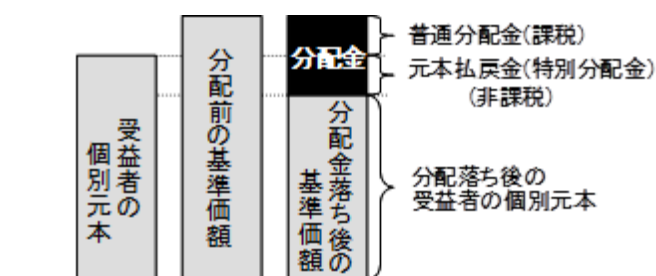 受益者の
個別元本
分配前の基準価額
分配金
分配金落ち後の
基準価額
普通分配金(課税)
元本払戻金(特別分配金)
(非課税)
分配落ち後の
受益者の個別元本